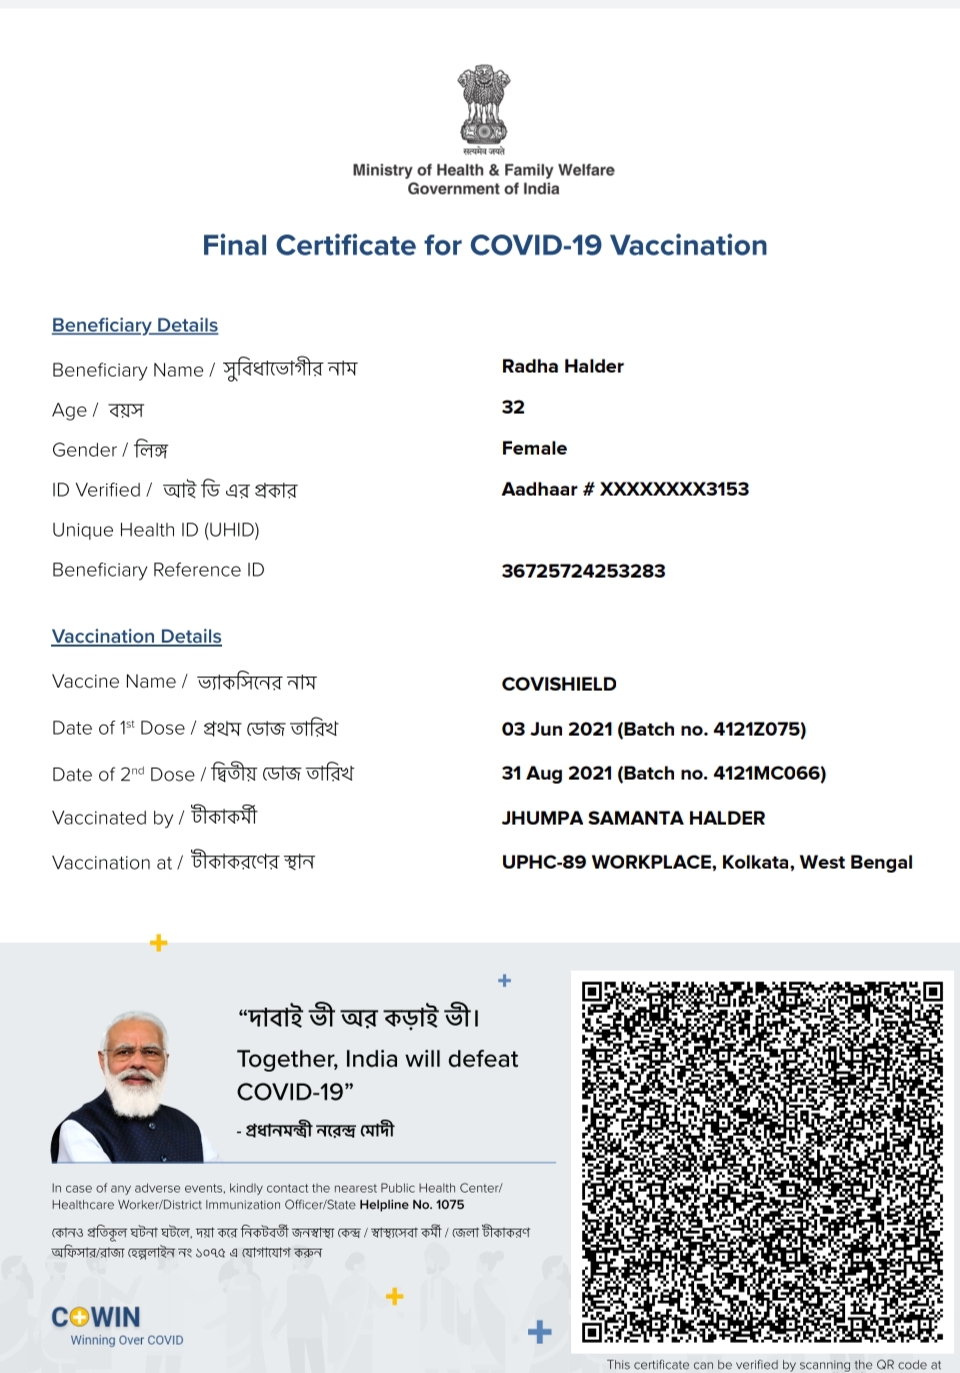 सत्यमेव जयते
Ministry of Health & Family Welfare
Government of India
Final Certificate for COVID-19 Vaccination
Beneficiary Details
Beneficiary Name / সুবিধাভোগীর নাম Radha Halder
Age / বয়স 32
Gender / লিঙ্গ Female
ID Verified / আই ডি এর প্রকার Aadhaar # XXXXXXXX3153
Unique Health ID (UHID)
Beneficiary Reference ID 36725724253283
Vaccination Details
Vaccine Name / ভ্যাকসিনের নাম COVISHIELD
Date of 1st Dose / প্রথম ডোজ তারিখ 03 Jun 2021 (Batch no. 4121Z075)
Date of 2nd Dose / দ্বিতীয় ডোজ তারিখ 31 Aug 2021 (Batch no. 4121MC066)
Vaccinated by / টীকাকর্মী JHUMPA SAMANTA HALDER
Vaccination at / টীকাকরণের স্থান UPHC-89 WORKPLACE, Kolkata, West Bengal
“দাবাই ভী অর কড়াই ভী।
Together, India will defeat
COVID-19”
- প্রধানমন্ত্রী নরেন্দ্র মোদী
In case of any adverse events, kindly contact the nearest Public Health Center/
Healthcare Worker/District Immunization Officer/State Helpline No. 1075
কোনও প্রতিকূল ঘটনা ঘটলে, দয়া করে নিকটবর্তী জনস্বাস্থ্য কেন্দ্র / স্বাস্থ্যসেবা কর্মী / জেলা টীকাকরণ
অফিসার/রাজ্য হেল্পলাইন নং ১০৭৫ এ যোগাযোগ করুন
COWIN
Winning Over COVID
This certificate can be verified by scanning the QR code at